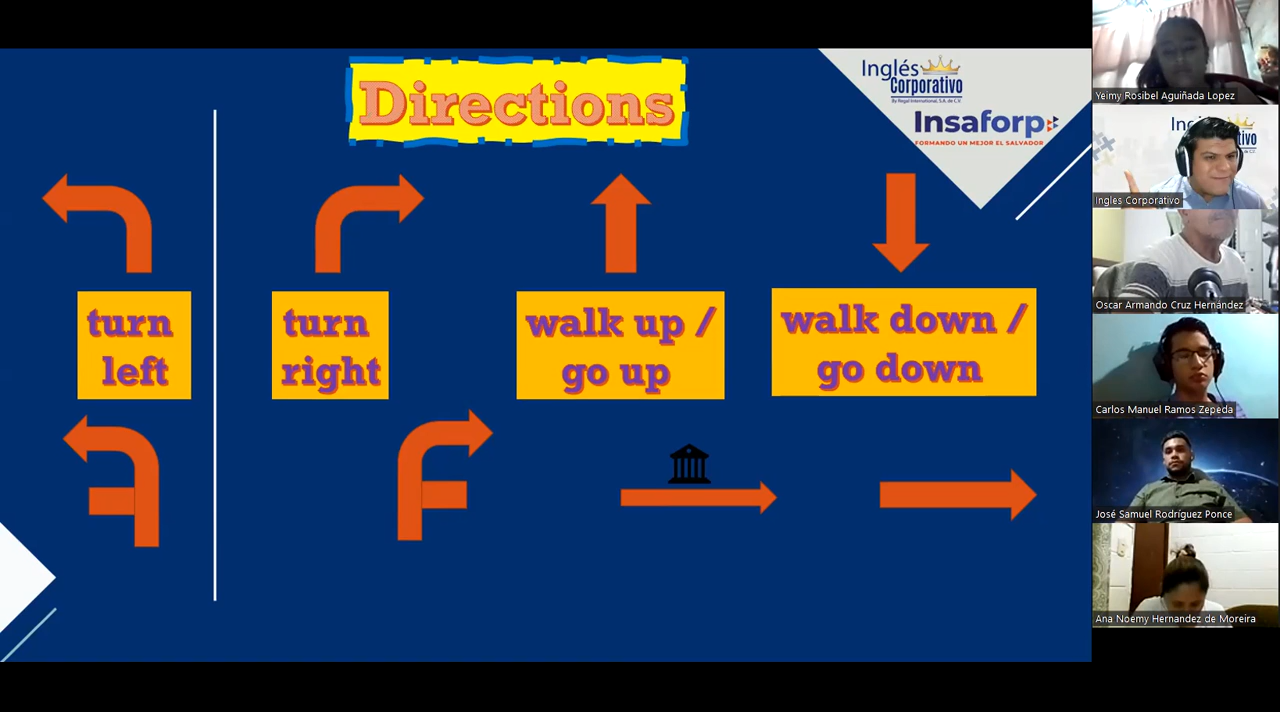 Directions
Inglés
Corporativo
By Regal International, S.A. de C.V.
Insaforp
FORMANDO UN MEJOR EL SALVADOR
turn
left
turn
right
walk up /
go up
walk down /
go down
Yeimy Rosibel Aguiñada Lopez
Inglés Corporativo
Oscar Armando Cruz Hernández
Carlos Manuel Ramos Zepeda
José Samuel Rodríguez Ponce
Ana Noemy Hernandez de Moreira